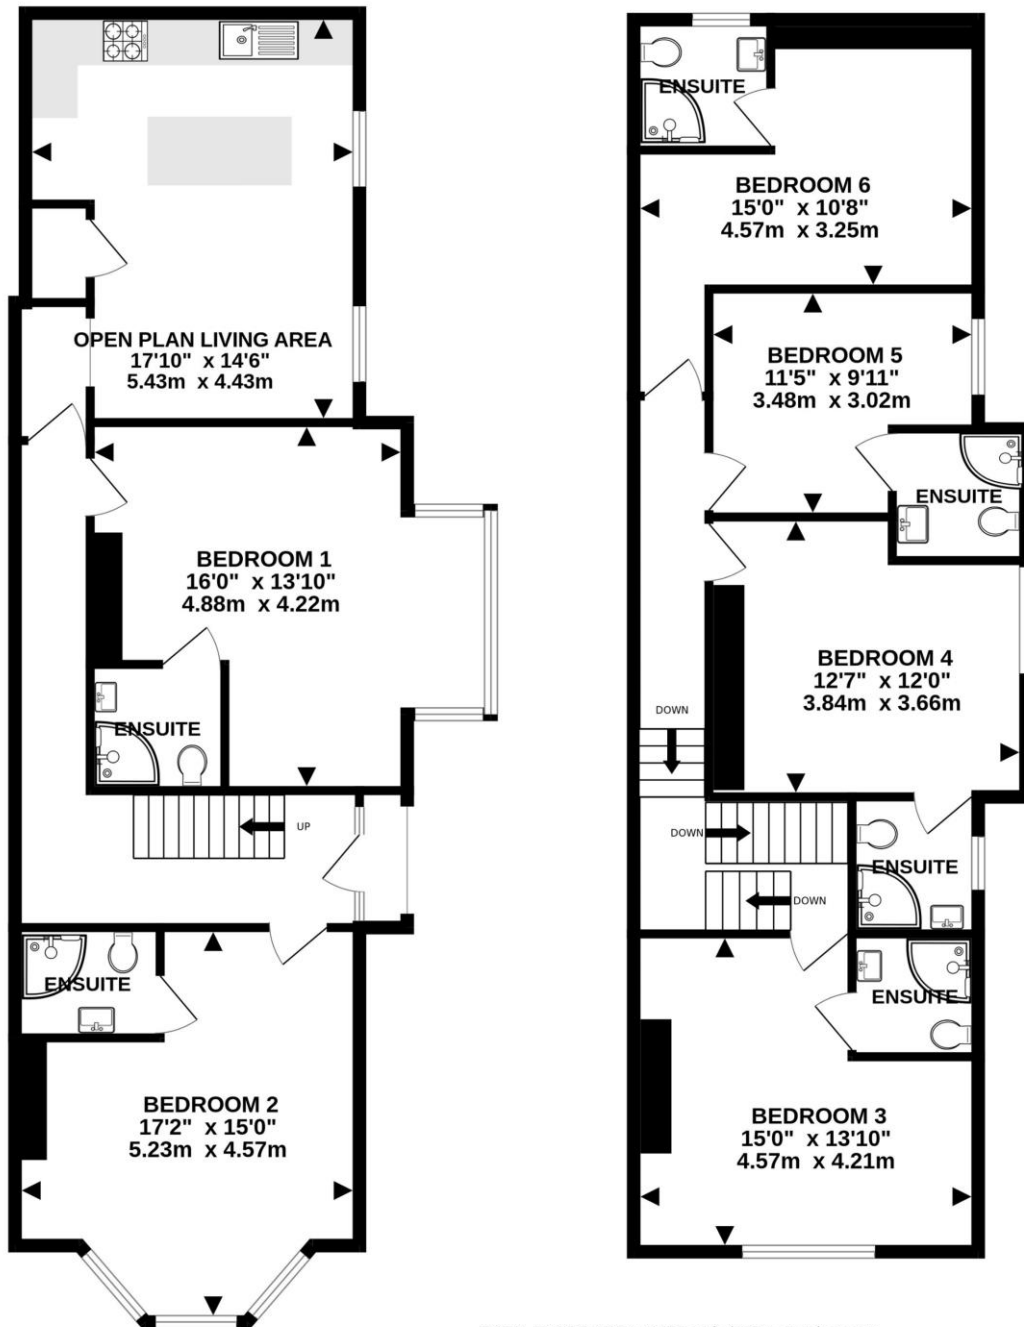 OPEN PLAN LIVING AREA
17'10" x 14'6"
5.43m x 4.43m
BEDROOM 1
16'0" x 13'10"
4.88m x 4.22m
ENSUITE
UP
ENSUITE
BEDROOM 2
17'2" x 15'0"
5.23m x 4.57m
ENSUITE
BEDROOM 6
15'0" x 10'8"
4.57m x 3.25m
BEDROOM 5
11'5" x 9'11"
3.48m x 3.02m
ENSUITE
BEDROOM 4
12'7" x 12'0"
3.84m x 3.66m
DOWN
DOWN
ENSUITE
DOWN
ENSUITE
BEDROOM 3
15'0" x 13'10"
4.57m x 4.21m